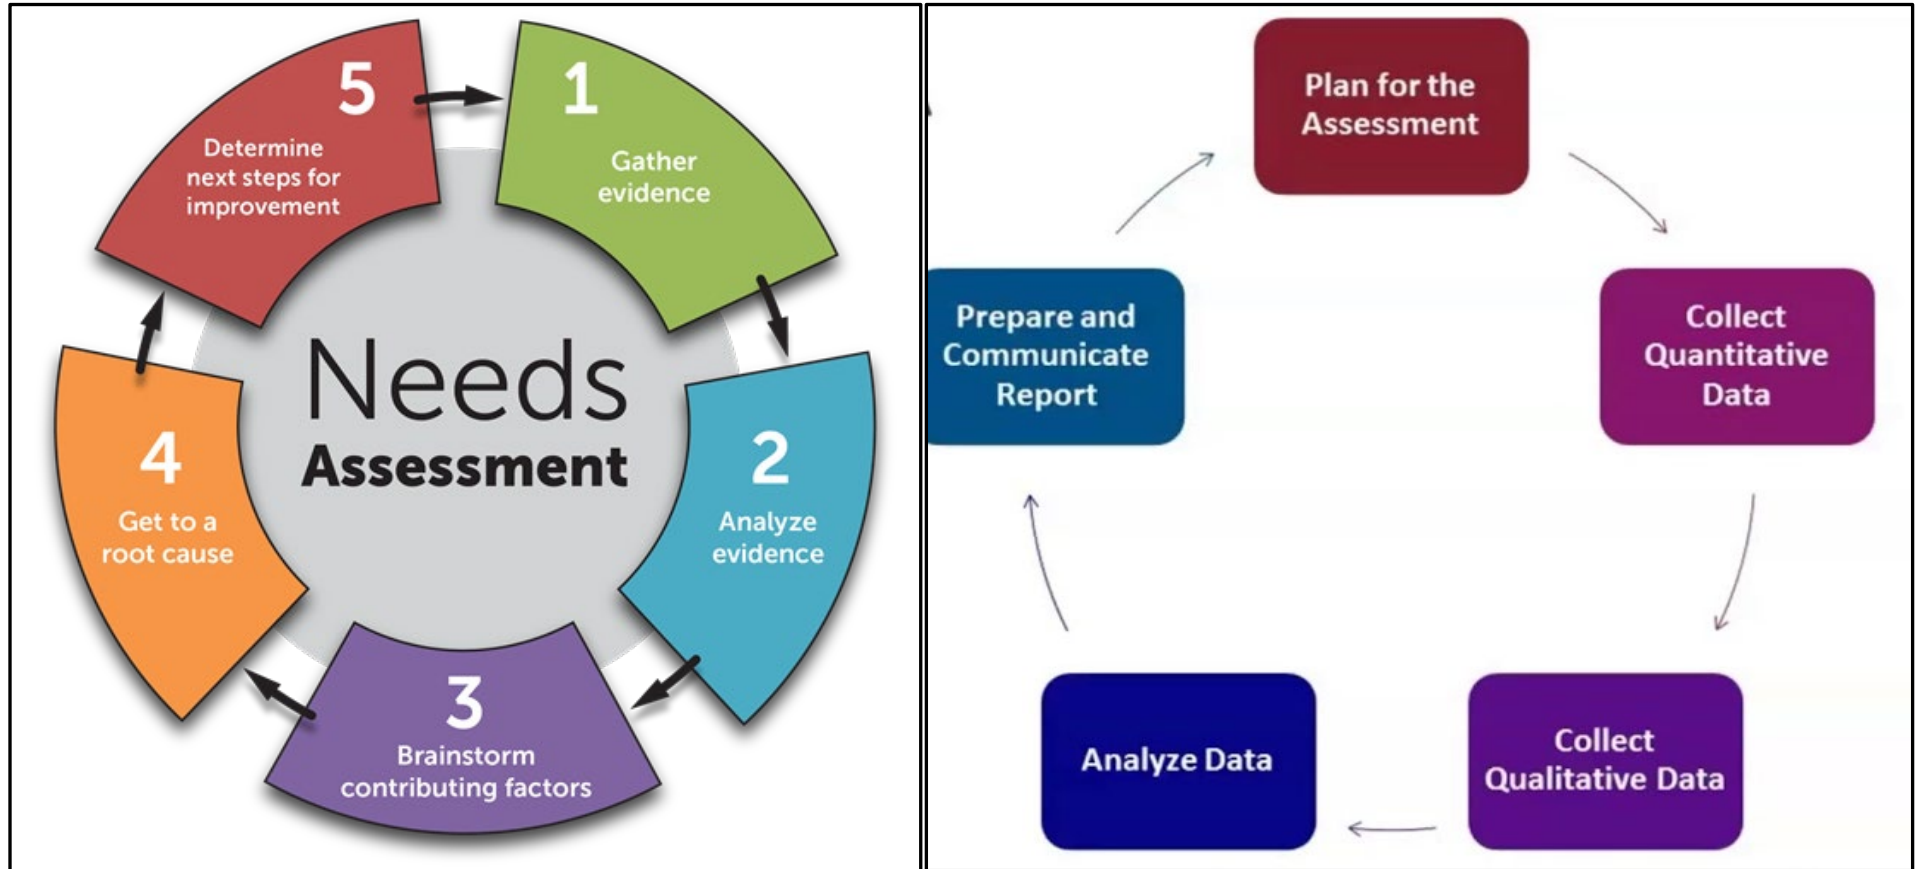 5
Determine
next steps for
improvement
1
Gather
evidence
2
Analyze
evidence
3
Brainstorm
contributing factors
4
Get to a
root cause
Needs
Assessment
Plan for the
Assessment
Collect
Quantitative
Data
Collect
Qualitative Data
Analyze Data
Prepare and
Communicate
Report